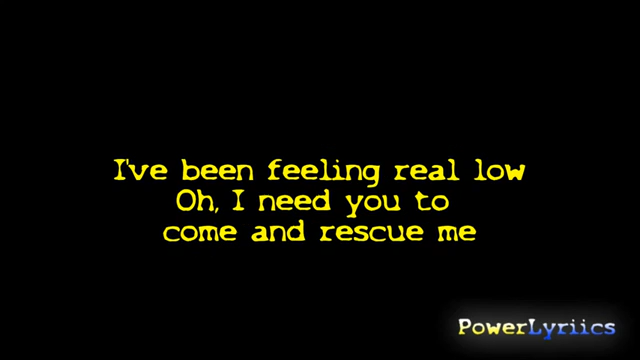 I've been feeling real low
Oh, I need you to
come and rescue me
PowerLyriics